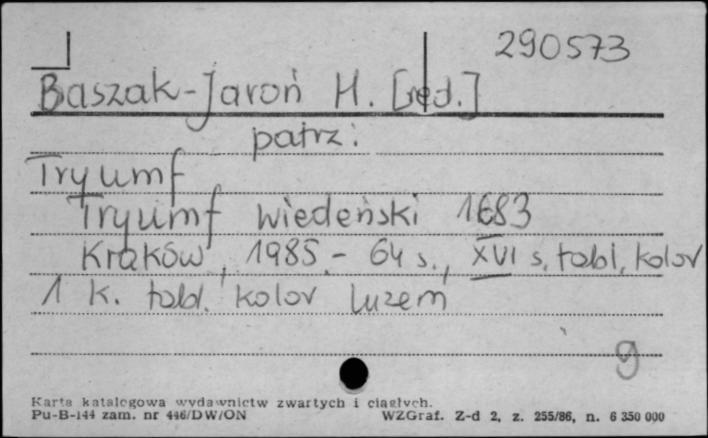 290573
Baszak-Jaroń H. [red.]
patrz:
Tryumf
Tryumf wiedeński 1683
Kraków, 1985.- 64 s., XVI s. tabl. kolor
1 k. tabl. kolor luzem
g
Karta katalogowa wydawnictw zwartych i ciągłych.
Pu-B-144 zam. nr 446/DW/ON WZGraf. Z-d 2, z. 255/86, n. 6 350 000